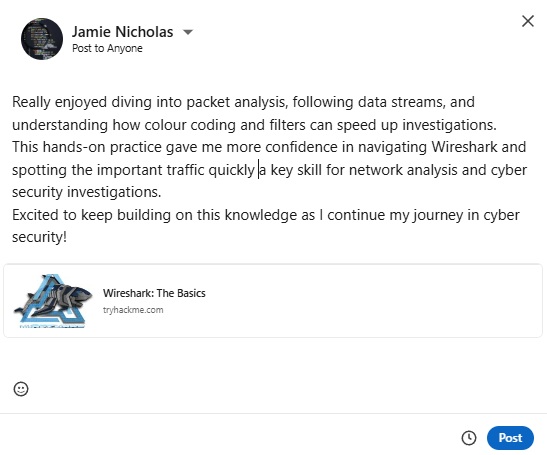 Jamie Nicholas
Post to Anyone
Really enjoyed diving into packet analysis, following data streams, and
understanding how colour coding and filters can speed up investigations.
This hands-on practice gave me more confidence in navigating Wireshark and
spotting the important traffic quickly a key skill for network analysis and cyber
security investigations.
Excited to keep building on this knowledge as I continue my journey in cyber
security!
Wireshark: The Basics
tryhackme.com
Post